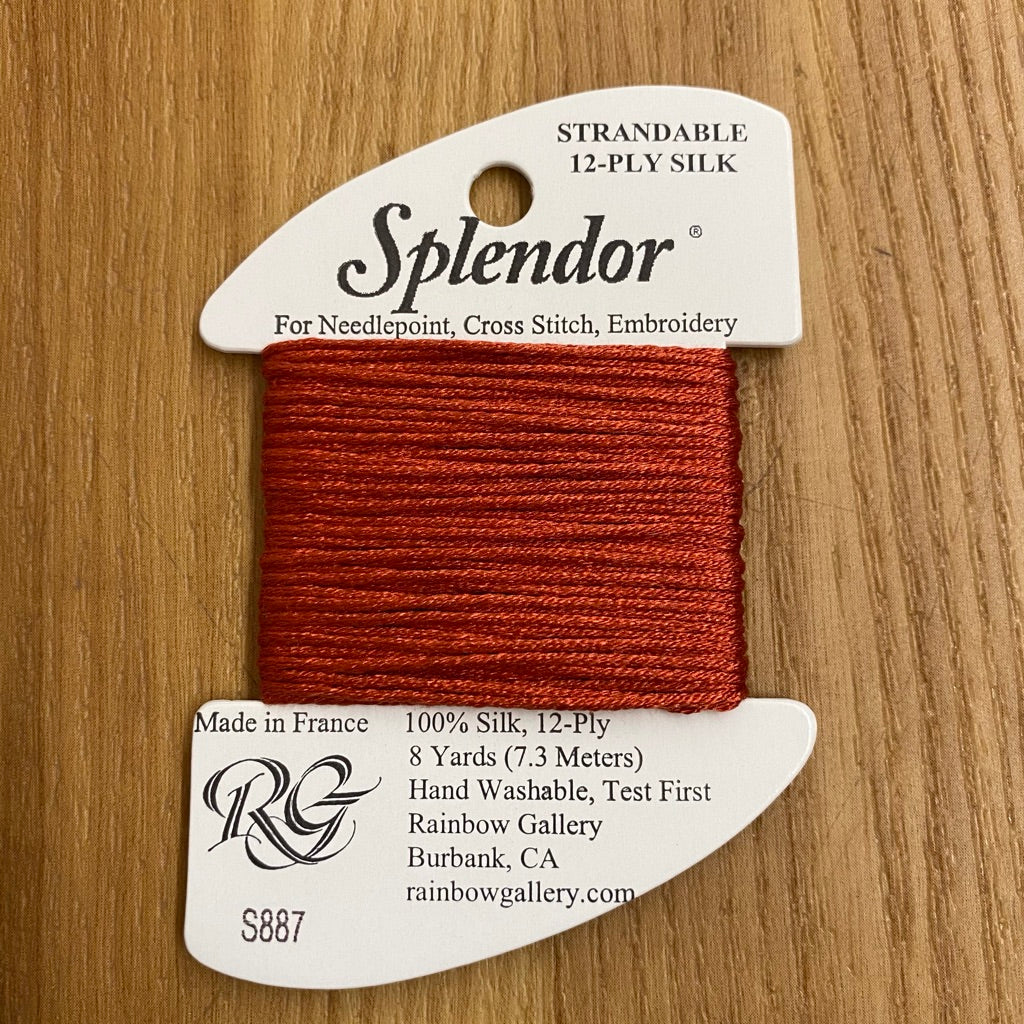 STRANDABLE
12-PLY SILK
Splendor ®
For Needlepoint, Cross Stitch, Embroidery
Made in France
100% Silk, 12-Ply
8 Yards (7.3 Meters)
Hand Washable, Test First
Rainbow Gallery
Burbank, CA
rainbowgallery.com
RG
S887